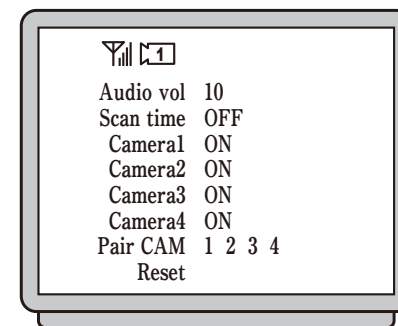 1
Audio vol 10
Scan time OFF
Camera1 ON
Camera2 ON
Camera3 ON
Camera4 ON
Pair CAM 1 2 3 4
Reset